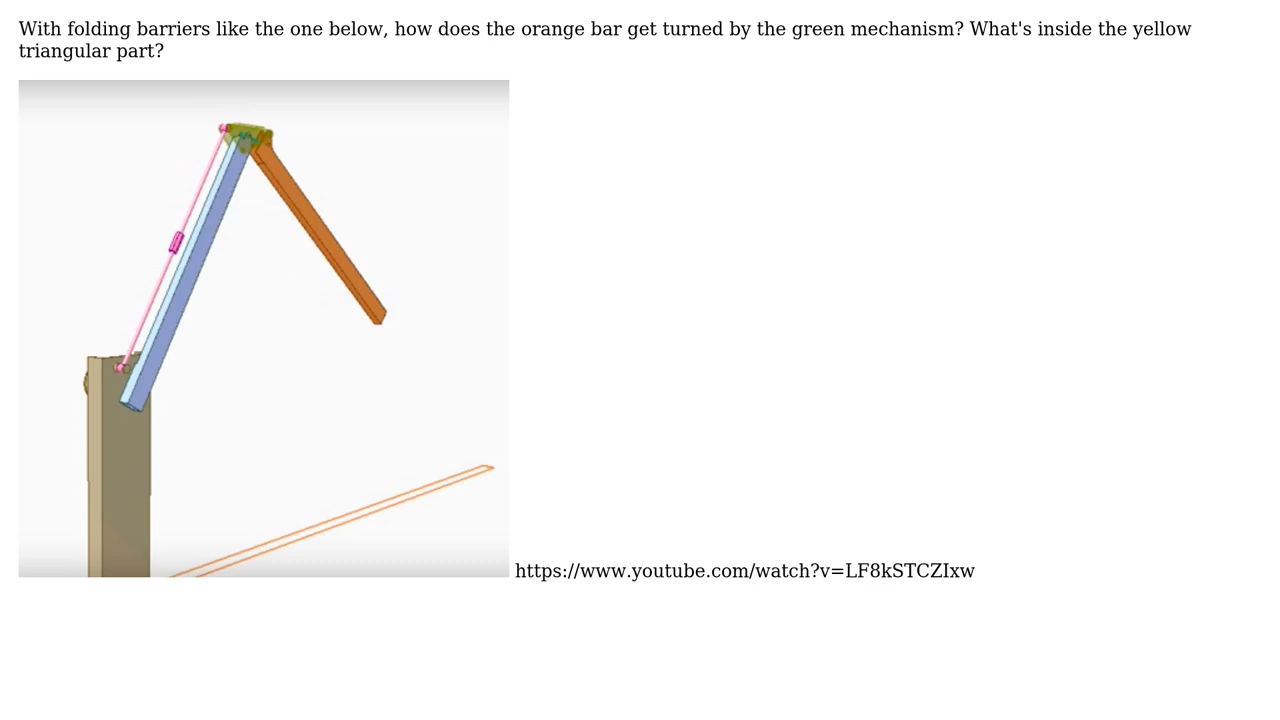 With folding barriers like the one below, how does the orange bar get turned by the green mechanism? What's inside the yellow
triangular part?
https://www.youtube.com/watch?v=LF8kSTCZIxw